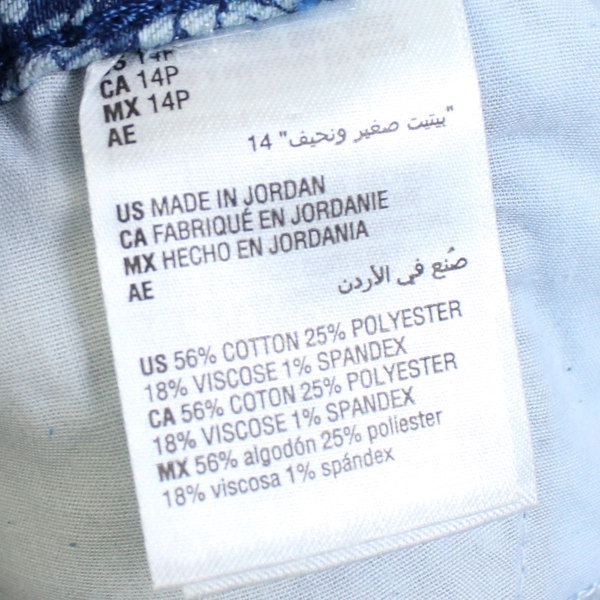 US 14P
CA 14P
MX 14P
AE
"بيتيت صغير ونحيف" 14
US MADE IN JORDAN
CA FABRIQUÉ EN JORDANIE
MX HECHO EN JORDANIA
AE
صُنع في الأردن
US 56% COTTON 25% POLYESTER
18% VISCOSE 1% SPANDEX
CA 56% COTON 25% POLYESTER
18% VISCOSE 1% SPANDEX
MX 56% algodón 25% poliester
18% viscosa 1% spándex